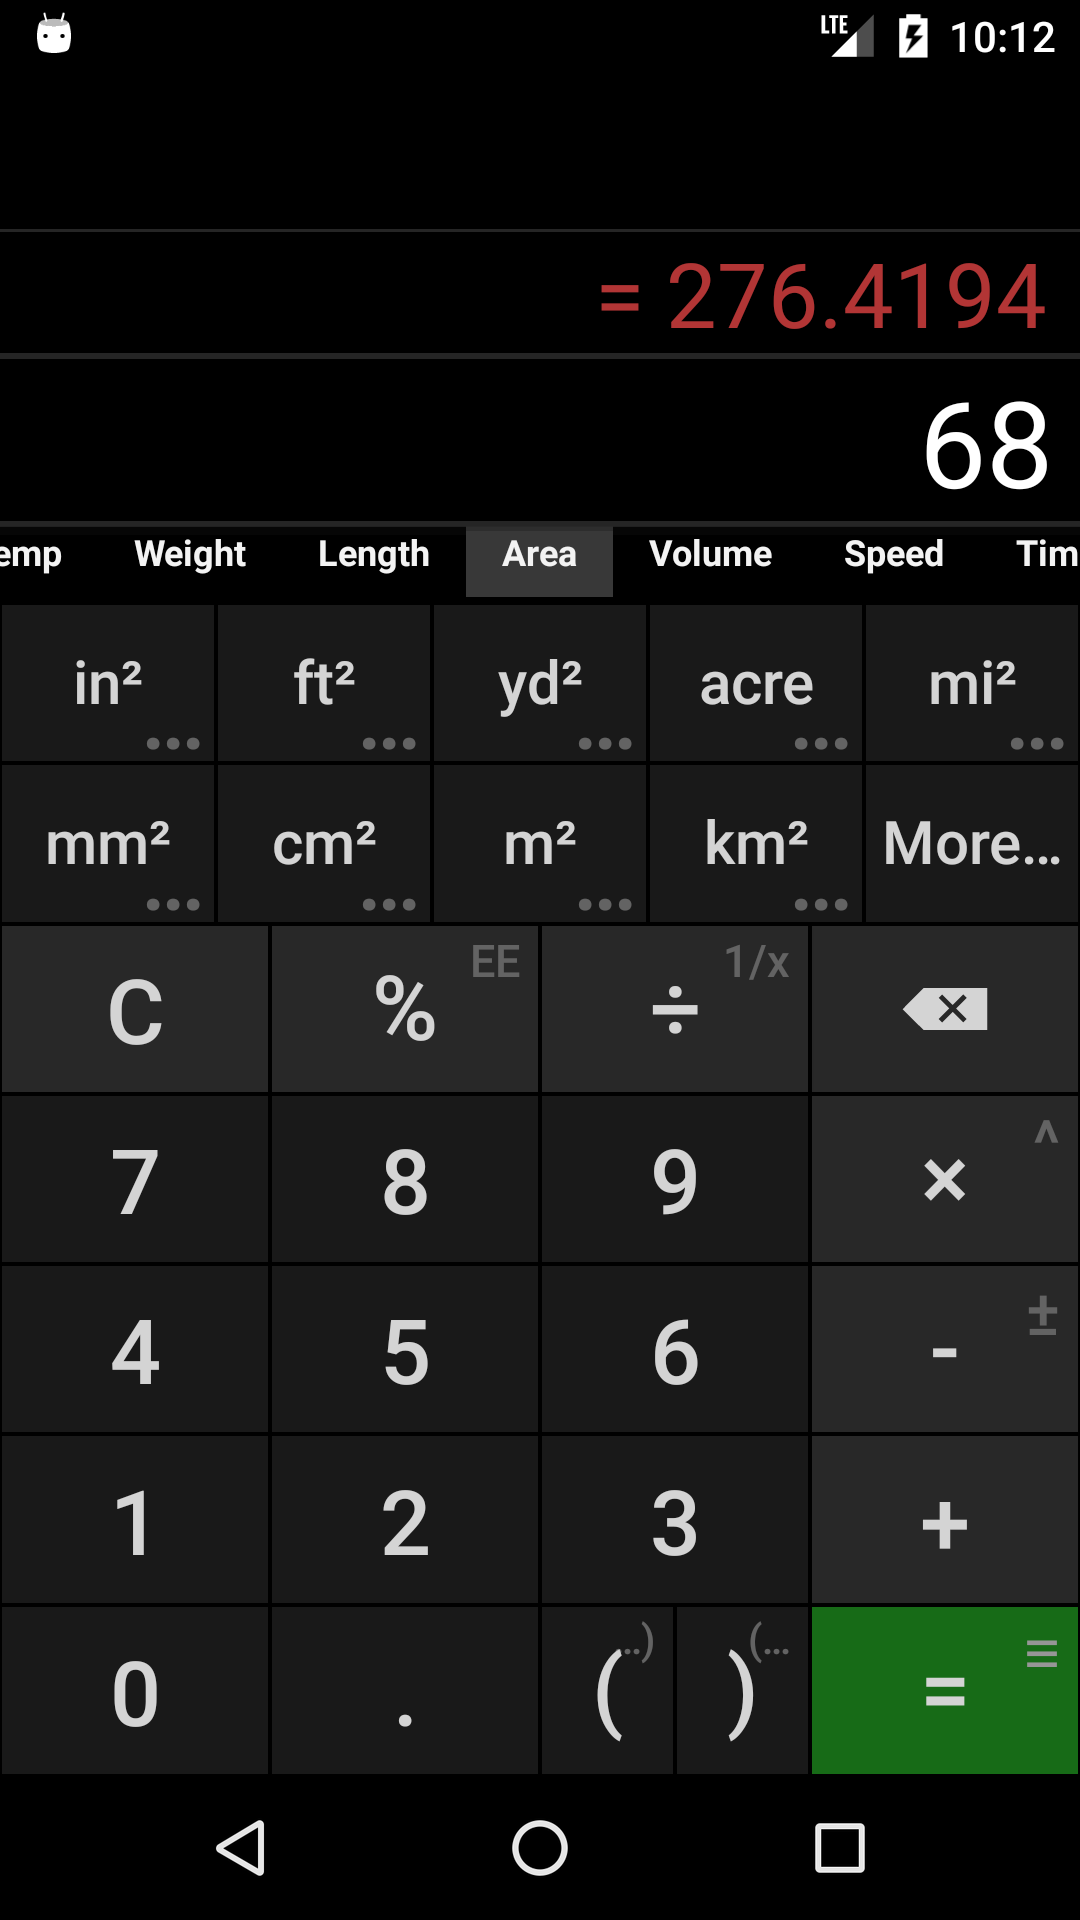 LTE 10:12
= 276.4194
68
emp Weight Length Area Volume Speed Tim
in² ft² yd² acre mi²
mm² cm² m² km² More...
C % EE ÷ 1/x
7 8 9 × ^
4 5 6 - ±
1 2 3 +
0 . ( ..) ) (... =